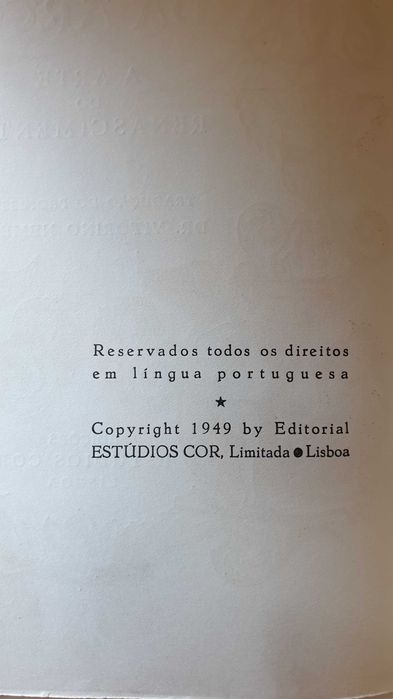 Reservados todos os direitos
em língua portuguesa
★
Copyright 1949 by Editorial
ESTÚDIOS COR, Limitada ● Lisboa